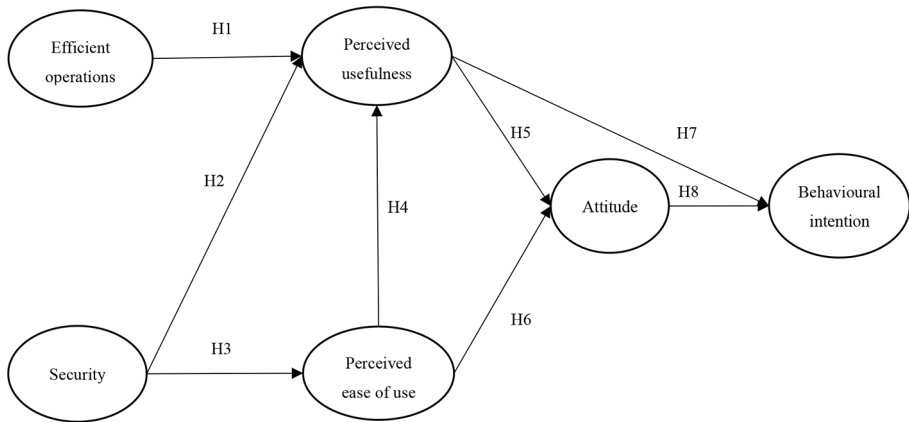 H1
Efficient
operations
Perceived
usefulness
H5
H7
H2
H4
Attitude
H8
Behavioural
intention
H6
H3
Security
Perceived
ease of use